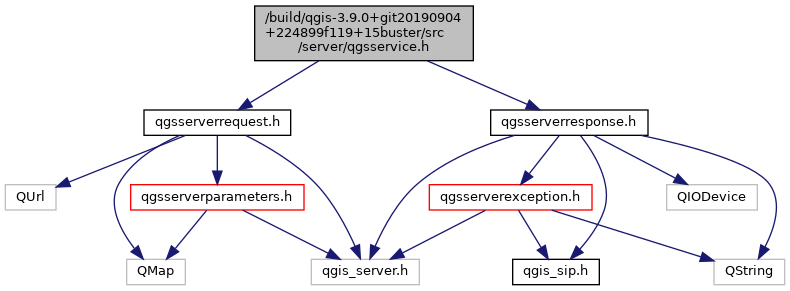 /build/qgis-3.9.0+git20190904
+224899f119+15buster/src
/server/qgsservice.h
qgsserverrequest.h
qgsserverresponse.h
QUrl
qgsserverparameters.h
qgsserverexception.h
QIODevice
QMap
qgis_server.h
qgis_sip.h
QString